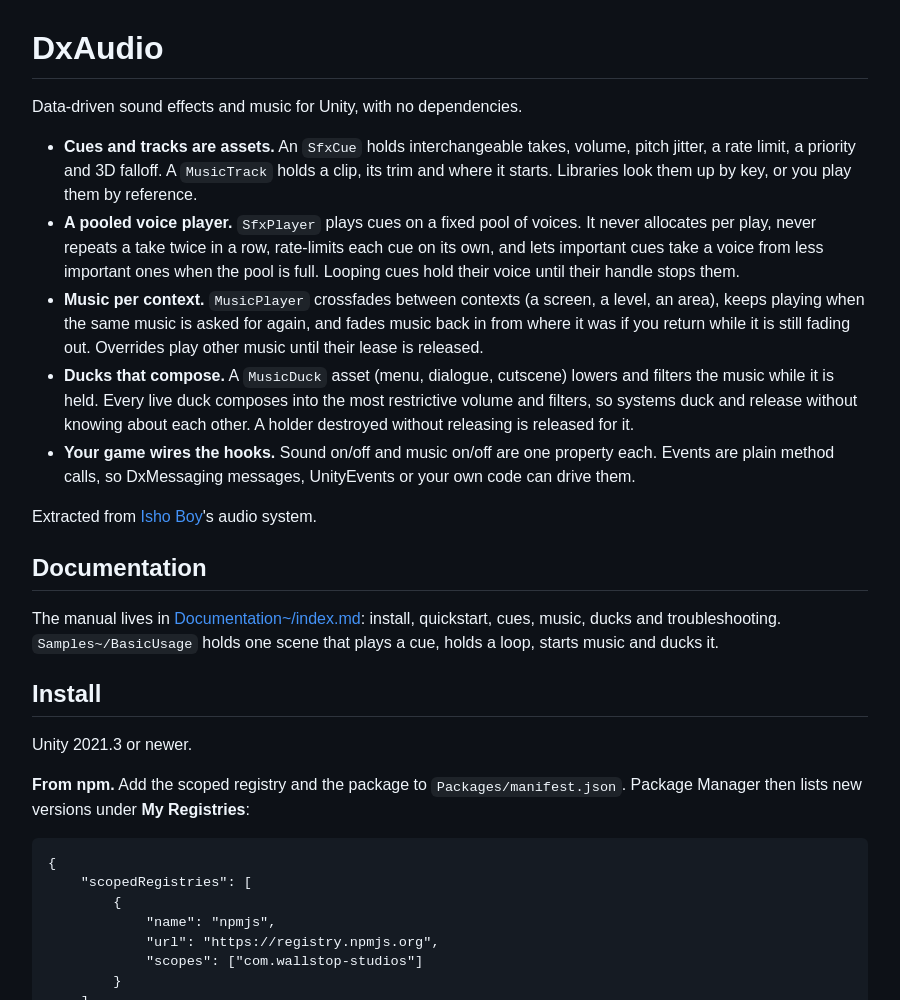 DxAudio
Data-driven sound effects and music for Unity, with no dependencies.
Cues and tracks are assets. An SfxCue holds interchangeable takes, volume, pitch jitter, a rate limit, a priority
and 3D falloff. A MusicTrack holds a clip, its trim and where it starts. Libraries look them up by key, or you play
them by reference.
A pooled voice player. SfxPlayer plays cues on a fixed pool of voices. It never allocates per play, never
repeats a take twice in a row, rate-limits each cue on its own, and lets important cues take a voice from less
important ones when the pool is full. Looping cues hold their voice until their handle stops them.
Music per context. MusicPlayer crossfades between contexts (a screen, a level, an area), keeps playing when
the same music is asked for again, and fades music back in from where it was if you return while it is still fading
out. Overrides play other music until their lease is released.
Ducks that compose. A MusicDuck asset (menu, dialogue, cutscene) lowers and filters the music while it is
held. Every live duck composes into the most restrictive volume and filters, so systems duck and release without
knowing about each other. A holder destroyed without releasing is released for it.
Your game wires the hooks. Sound on/off and music on/off are one property each. Events are plain method
calls, so DxMessaging messages, UnityEvents or your own code can drive them.
Extracted from Isho Boy's audio system.
Documentation
The manual lives in Documentation~/index.md: install, quickstart, cues, music, ducks and troubleshooting.
Samples~/BasicUsage holds one scene that plays a cue, holds a loop, starts music and ducks it.
Install
Unity 2021.3 or newer.
From npm. Add the scoped registry and the package to Packages/manifest.json. Package Manager then lists new
versions under My Registries:
{
    "scopedRegistries": [
        {
            "name": "npmjs",
            "url": "https://registry.npmjs.org",
            "scopes": ["com.wallstop-studios"]
        }